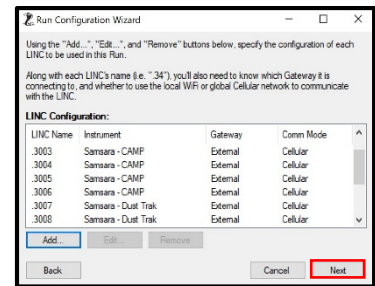 Run Configuration Wizard
Using the "Add...", "Edit...", and "Remove" buttons below, specify the configuration of each
LINC to be used in this Run.
Along with each LINC's name (i.e. ".34"), you'll also need to know which Gateway it is
connecting to, and whether to use the local WiFi or global Cellular network to communicate
with the LINC.
LINC Configuration:
LINC Name Instrument Gateway Comm Mode
.3003 Samsara - CAMP External Cellular
.3004 Samsara - CAMP External Cellular
.3005 Samsara - CAMP External Cellular
.3006 Samsara - CAMP External Cellular
.3007 Samsara - Dust Trak External Cellular
.3008 Samsara - Dust Trak External Cellular
Add... Edit... Remove
Back Cancel Next